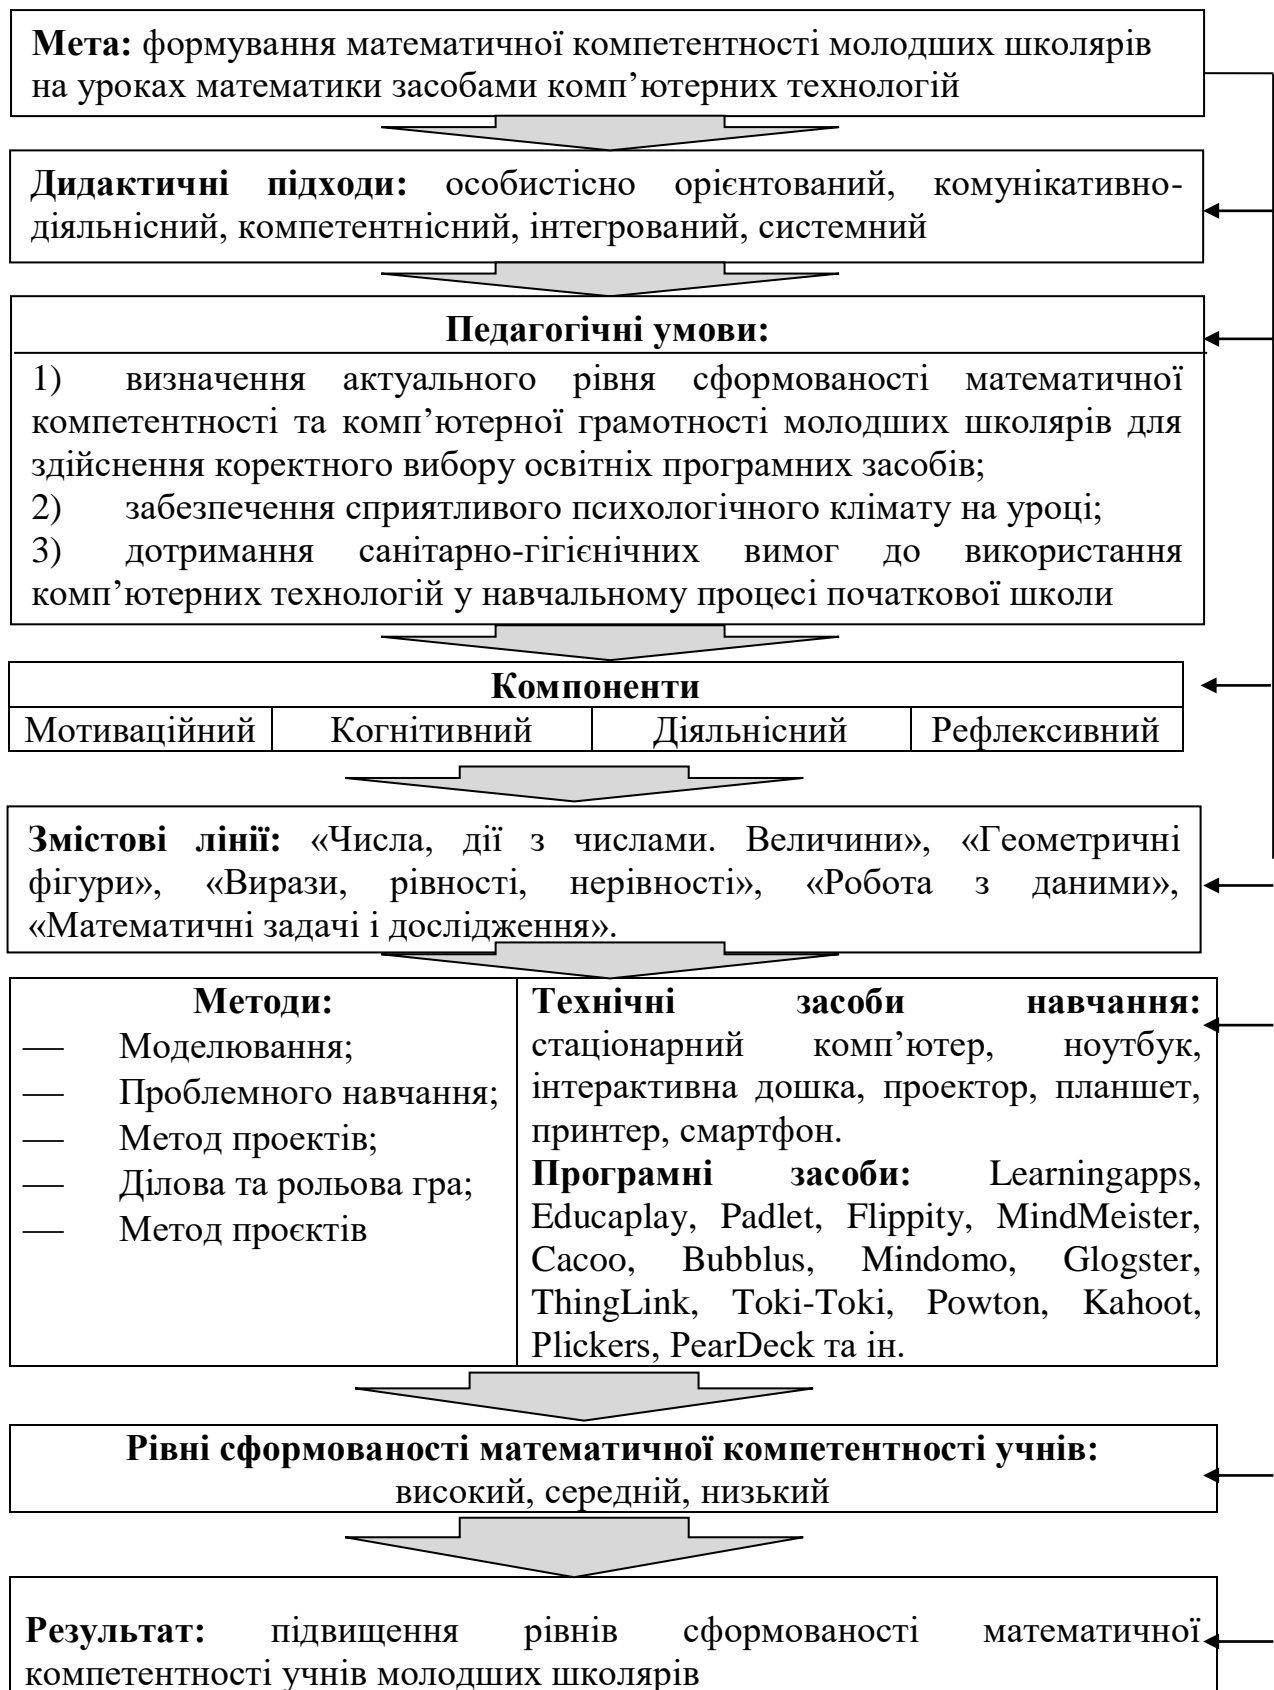 Мета: формування математичної компетентності молодших школярів
на уроках математики засобами комп’ютерних технологій
Дидактичні підходи: особистісно орієнтований, комунікативно-
діяльнісний, компетентнісний, інтегрований, системний
Педагогічні умови:
1) визначення актуального рівня сформованості математичної
компетентності та комп’ютерної грамотності молодших школярів для
здійснення коректного вибору освітніх програмних засобів;
2) забезпечення сприятливого психологічного клімату на уроці;
3) дотримання санітарно-гігієнічних вимог до використання
комп’ютерних технологій у навчальному процесі початкової школи
Компоненти
Мотиваційний Когнітивний Діяльнісний Рефлексивний
Змістові лінії: «Числа, дії з числами. Величини», «Геометричні
фігури», «Вирази, рівності, нерівності», «Робота з даними»,
«Математичні задачі і дослідження».
Методи:
— Моделювання;
— Проблемного навчання;
— Метод проектів;
— Ділова та рольова гра;
— Метод проєктів
Технічні засоби навчання:
стаціонарний комп’ютер, ноутбук,
інтерактивна дошка, проектор, планшет,
принтер, смартфон.
Програмні засоби: Learningapps,
Educaplay, Padlet, Flippity, MindMeister,
Cacoo, Bubblus, Mindomo, Glogster,
ThingLink, Toki-Toki, Powton, Kahoot,
Plickers, PearDeck та ін.
Рівні сформованості математичної компетентності учнів:
високий, середній, низький
Результат: підвищення рівнів сформованості математичної
компетентності учнів молодших школярів